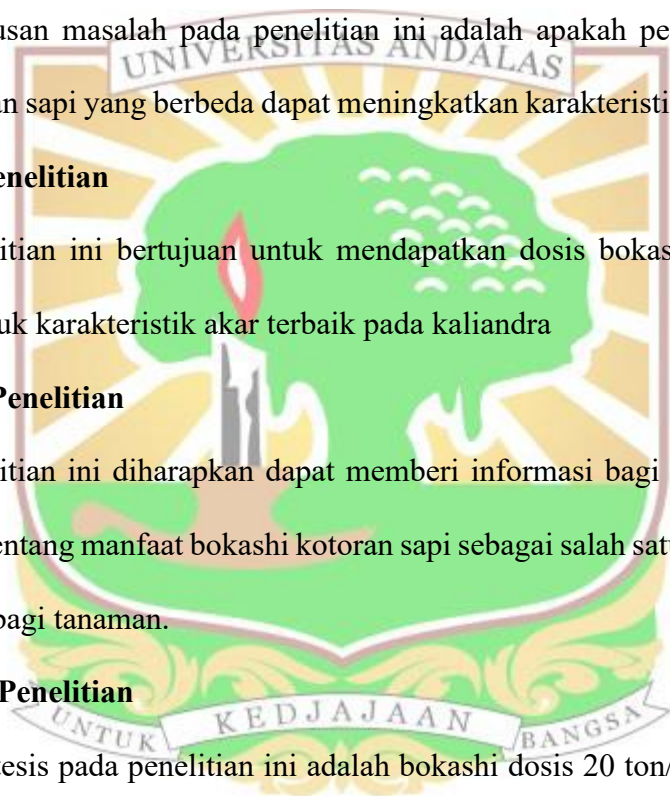 usan masalah pada penelitian ini adalah apakah pe
UNIVERSITAS ANDALAS
an sapi yang berbeda dapat meningkatkan karakteristi
enelitian
itian ini bertujuan untuk mendapatkan dosis bokas
uk karakteristik akar terbaik pada kaliandra
Penelitian
itian ini diharapkan dapat memberi informasi bagi
entang manfaat bokashi kotoran sapi sebagai salah sat
bagi tanaman.
Penelitian
UNTUK KEDJAJAAN BANGSA
tesis pada penelitian ini adalah bokashi dosis 20 ton/